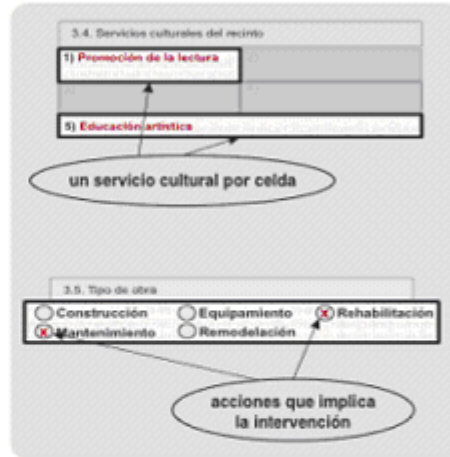 3.4. Servicios culturales del recinto
1) Promoción de la lectura
5) Educación artística
un servicio cultural por celda
3.5. Tipo de obra
Construcción Equipamento Rehabilitación
Mantenimiento Remodelación
acciones que implica
la intervención